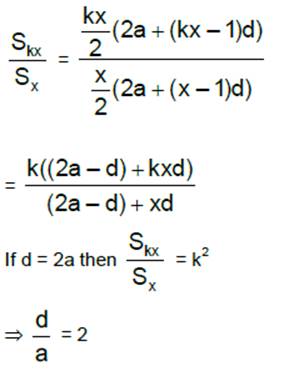 S_kx / S_x = (kx/2 (2a + (kx – 1)d)) / (x/2 (2a + (x – 1)d))
= k((2a – d) + kxd) / ((2a – d) + xd)
If d = 2a then S_kx / S_x = k²
⇒ d/a = 2